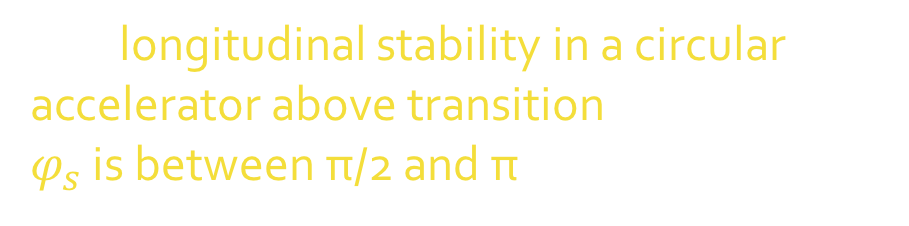 longitudinal stability in a circular
accelerator above transition
φₛ is between π/2 and π